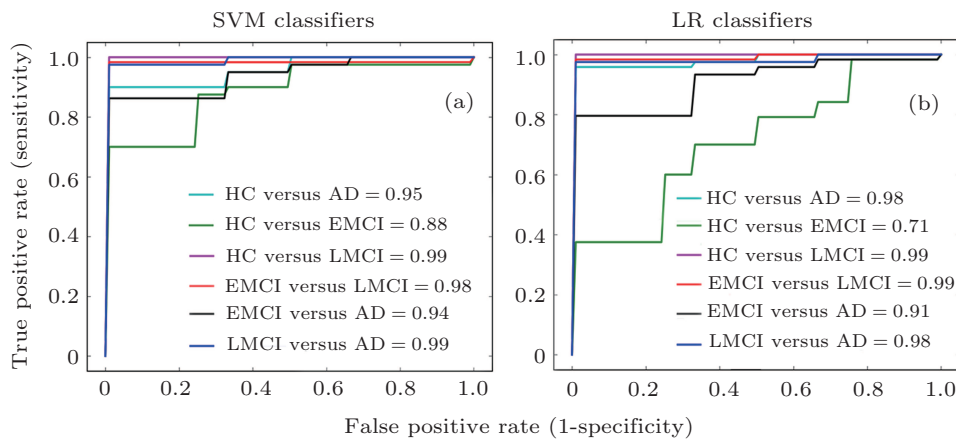 SVM classifiers
LR classifiers
True positive rate (sensitivity)
1.0
0.8
0.6
0.4
0.2
0
(a)
HC versus AD = 0.95
HC versus EMCI = 0.88
HC versus LMCI = 0.99
EMCI versus LMCI = 0.98
EMCI versus AD = 0.94
LMCI versus AD = 0.99
0 0.2 0.4 0.6 0.8 1.0
1.0
0.8
0.6
0.4
0.2
0
(b)
HC versus AD = 0.98
HC versus EMCI = 0.71
HC versus LMCI = 0.99
EMCI versus LMCI = 0.99
EMCI versus AD = 0.91
LMCI versus AD = 0.98
0 0.2 0.4 0.6 0.8 1.0
False positive rate (1-specificity)